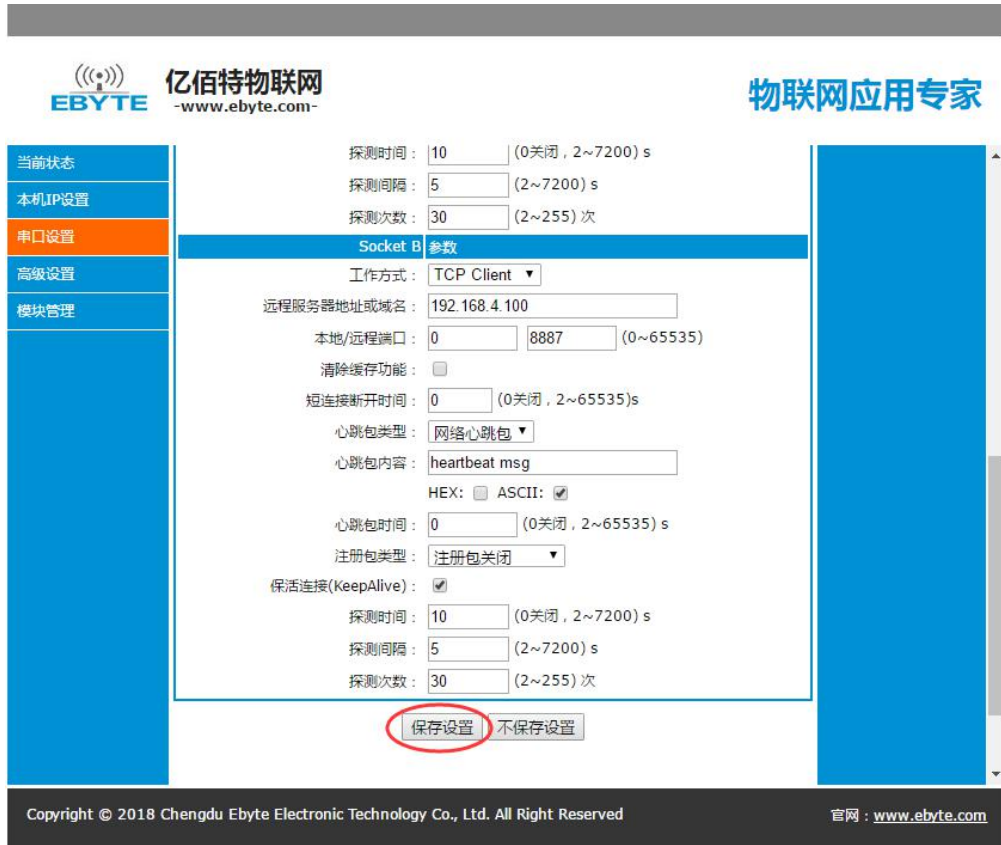 EBYTE
亿佰特物联网
-www.ebyte.com-
物联网应用专家
当前状态
本机IP设置
串口设置
高级设置
模块管理
探测时间： 10 (0关闭，2~7200) s
探测间隔： 5 (2~7200) s
探测次数： 30 (2~255) 次
Socket B 参数
工作方式： TCP Client
远程服务器地址或域名： 192.168.4.100
本地/远程端口： 0 8887 (0~65535)
清除缓存功能：
短连接断开时间： 0 (0关闭，2~65535)s
心跳包类型： 网络心跳包
心跳包内容： heartbeat msg
HEX: ASCII:
心跳包时间： 0 (0关闭，2~65535) s
注册包类型： 注册包关闭
保活连接(KeepAlive)：
探测时间： 10 (0关闭，2~7200) s
探测间隔： 5 (2~7200) s
探测次数： 30 (2~255) 次
保存设置 不保存设置
Copyright © 2018 Chengdu Ebyte Electronic Technology Co., Ltd. All Right Reserved 官网：www.ebyte.com